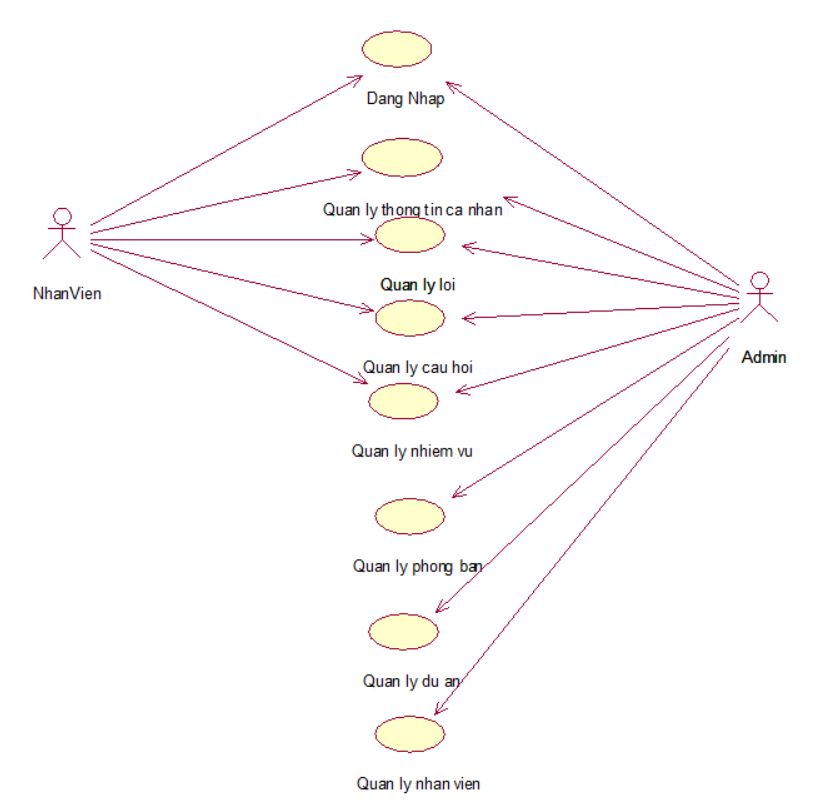 Dang Nhap
Quan ly thong tin ca nhan
NhanVien
Quan ly loi
Admin
Quan ly cau hoi
Quan ly nhiem vu
Quan ly phong ban
Quan ly du an
Quan ly nhan vien